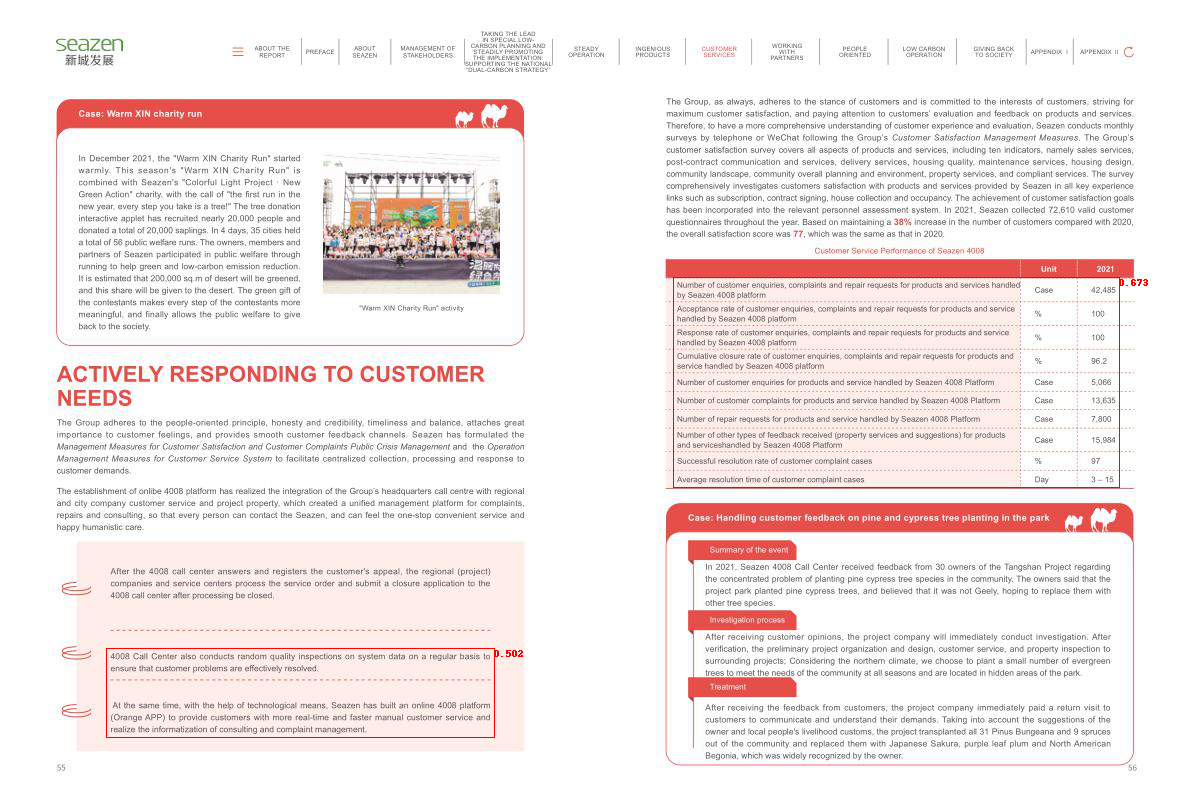 seazen
新城发展
ABOUT THE
REPORT
PREFACE
ABOUT
SEAZEN
MANAGEMENT OF
STAKEHOLDERS
TAKING THE LEAD
IN SPECIAL LOW-
CARBON PLANNING AND
STEADILY PROMOTING
THE IMPLEMENTATION:
SUPPORTING THE NATIONAL
"DUAL-CARBON STRATEGY"
STEADY
OPERATION
INGENIOUS
PRODUCTS
CUSTOMER
SERVICES
WORKING
WITH
PARTNERS
PEOPLE
ORIENTED
LOW CARBON
OPERATION
GIVING BACK
TO SOCIETY
APPENDIX I
APPENDIX II
Case: Warm XIN charity run
In December 2021, the "Warm XIN Charity Run" started
warmly. This season's "Warm XIN Charity Run" is
combined with Seazen's "Colorful Light Project · New
Green Action" charity, with the call of "the first run in the
new year, every step you take is a tree!" The tree donation
interactive applet has recruited nearly 20,000 people and
donated a total of 20,000 saplings. In 4 days, 35 cities held
a total of 56 public welfare runs. The owners, members and
partners of Seazen participated in public welfare through
running to help green and low-carbon emission reduction.
It is estimated that 200,000 sq.m of desert will be greened,
and this share will be given to the desert. The green gift of
the contestants makes every step of the contestants more
meaningful, and finally allows the public welfare to give
back to the society.
"Warm XIN Charity Run" activity
ACTIVELY RESPONDING TO CUSTOMER
NEEDS
The Group adheres to the people-oriented principle, honesty and credibility, timeliness and balance, attaches great
importance to customer feelings, and provides smooth customer feedback channels. Seazen has formulated the
Management Measures for Customer Satisfaction and Customer Complaints Public Crisis Management and the Operation
Management Measures for Customer Service System to facilitate centralized collection, processing and response to
customer demands.
The establishment of onlibe 4008 platform has realized the integration of the Group's headquarters call centre with regional
and city company customer service and project property, which created a unified management platform for complaints,
repairs and consulting, so that every person can contact the Seazen, and can feel the one-stop convenient service and
happy humanistic care.
After the 4008 call center answers and registers the customer's appeal, the regional (project)
companies and service centers process the service order and submit a closure application to the
4008 call center after processing be closed.
4008 Call Center also conducts random quality inspections on system data on a regular basis to
ensure that customer problems are effectively resolved.
0.502
At the same time, with the help of technological means, Seazen has built an online 4008 platform
(Orange APP) to provide customers with more real-time and faster manual customer service and
realize the informatization of consulting and complaint management.
55
The Group, as always, adheres to the stance of customers and is committed to the interests of customers, striving for
maximum customer satisfaction, and paying attention to customers' evaluation and feedback on products and services.
Therefore, to have a more comprehensive understanding of customer experience and evaluation, Seazen conducts monthly
surveys by telephone or WeChat following the Group's Customer Satisfaction Management Measures. The Group's
customer satisfaction survey covers all aspects of products and services, including ten indicators, namely sales services,
post-contract communication and services, delivery services, housing quality, maintenance services, housing design,
community landscape, community overall planning and environment, property services, and compliant services. The survey
comprehensively investigates customers satisfaction with products and services provided by Seazen in all key experience
links such as subscription, contract signing, house collection and occupancy. The achievement of customer satisfaction goals
has been incorporated into the relevant personnel assessment system. In 2021, Seazen collected 72,610 valid customer
questionnaires throughout the year. Based on maintaining a 38% increase in the number of customers compared with 2020,
the overall satisfaction score was 77, which was the same as that in 2020.
Customer Service Performance of Seazen 4008
Unit 2021
0.673
Number of customer enquiries, complaints and repair requests for products and services handled
by Seazen 4008 platform Case 42,485
Acceptance rate of customer enquiries, complaints and repair requests for products and service
handled by Seazen 4008 platform % 100
Response rate of customer enquiries, complaints and repair requests for products and service
handled by Seazen 4008 platform % 100
Cumulative closure rate of customer enquiries, complaints and repair requests for products and
service handled by Seazen 4008 platform % 96.2
Number of customer enquiries for products and service handled by Seazen 4008 Platform Case 5,066
Number of customer complaints for products and service handled by Seazen 4008 Platform Case 13,635
Number of repair requests for products and service handled by Seazen 4008 Platform Case 7,800
Number of other types of feedback received (property services and suggestions) for products
and serviceshandled by Seazen 4008 Platform Case 15,984
Successful resolution rate of customer complaint cases % 97
Average resolution time of customer complaint cases Day 3 – 15
Case: Handling customer feedback on pine and cypress tree planting in the park
Summary of the event
In 2021, Seazen 4008 Call Center received feedback from 30 owners of the Tangshan Project regarding
the concentrated problem of planting pine cypress tree species in the community. The owners said that the
project park planted pine cypress trees, and believed that it was not Geely, hoping to replace them with
other tree species.
Investigation process
After receiving customer opinions, the project company will immediately conduct investigation. After
verification, the preliminary project organization and design, customer service, and property inspection to
surrounding projects; Considering the northern climate, we choose to plant a small number of evergreen
trees to meet the needs of the community at all seasons and are located in hidden areas of the park.
Treatment
After receiving the feedback from customers, the project company immediately paid a return visit to
customers to communicate and understand their demands. Taking into account the suggestions of the
owner and local people's livelihood customs, the project transplanted all 31 Pinus Bungeana and 9 spruces
out of the community and replaced them with Japanese Sakura, purple leaf plum and North American
Begonia, which was widely recognized by the owner.
56